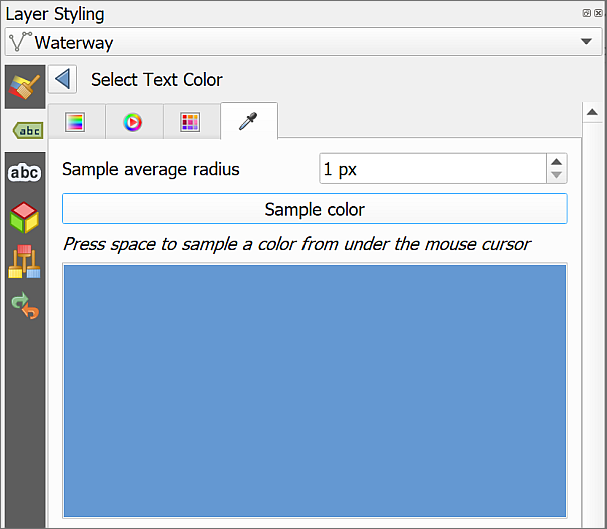 Layer Styling
Waterway
Select Text Color
abc
abc
Sample average radius 1 px
Sample color
Press space to sample a color from under the mouse cursor